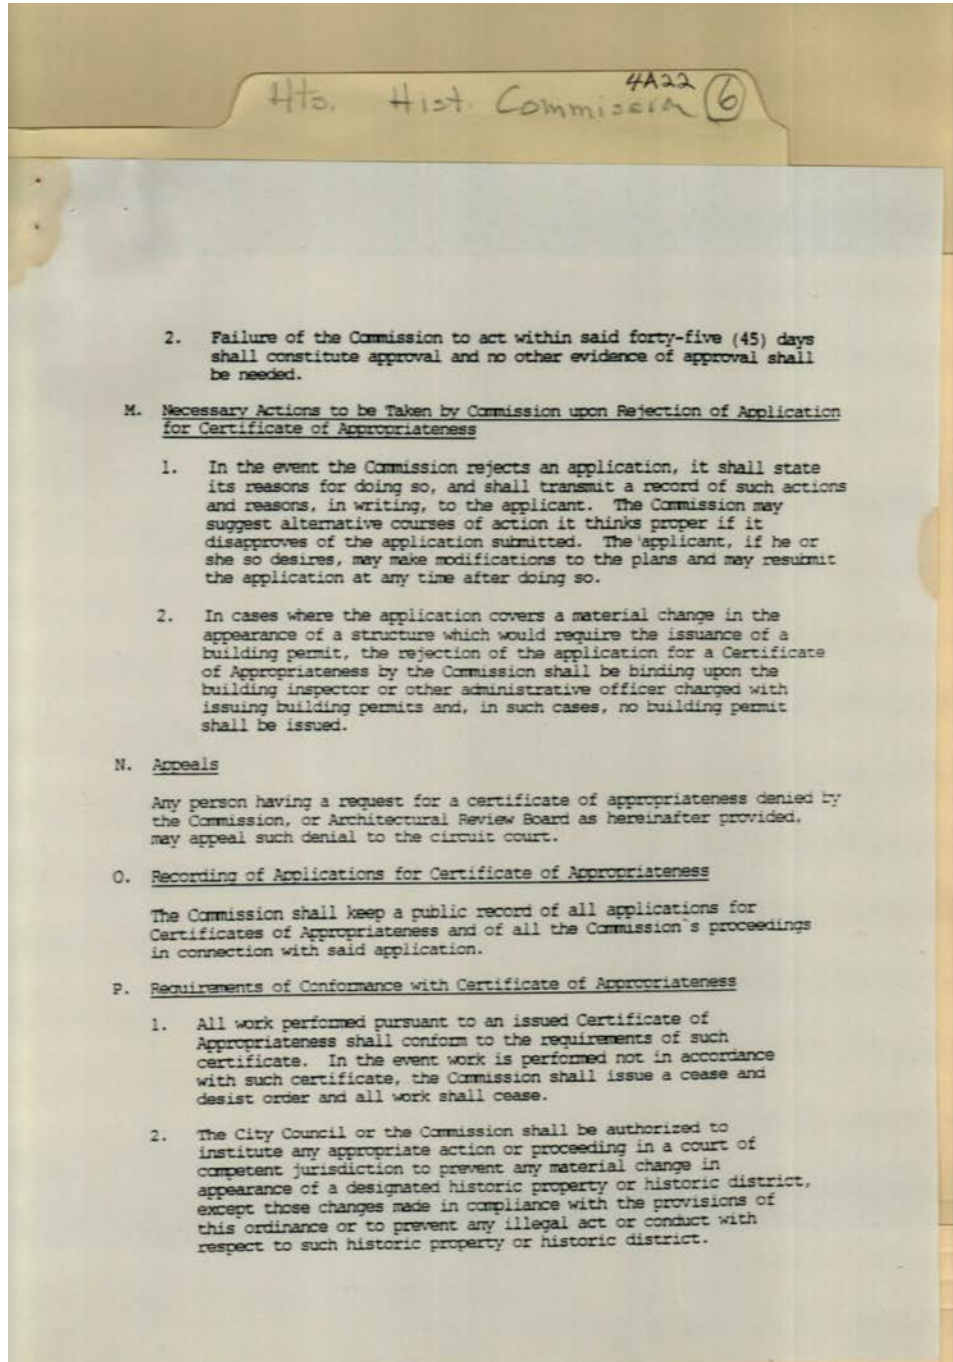 4A22
Hts. Hist. Commission 6
2. Failure of the Commission to act within said forty-five (45) days
shall constitute approval and no other evidence of approval shall
be needed.
M. Necessary Actions to be Taken by Commission upon Rejection of Application
for Certificate of Appropriateness
1. In the event the Commission rejects an application, it shall state
its reasons for doing so, and shall transmit a record of such actions
and reasons, in writing, to the applicant. The Commission may
suggest alternative courses of action it thinks proper if it
disapproves of the application submitted. The applicant, if he or
she so desires, may make modifications to the plans and may resubmit
the application at any time after doing so.
2. In cases where the application covers a material change in the
appearance of a structure which would require the issuance of a
building permit, the rejection of the application for a Certificate
of Appropriateness by the Commission shall be binding upon the
building inspector or other administrative officer charged with
issuing building permits and, in such cases, no building permit
shall be issued.
N. Appeals
Any person having a request for a certificate of appropriateness denied by
the Commission, or Architectural Review Board as hereinafter provided,
may appeal such denial to the circuit court.
O. Recording of Applications for Certificate of Appropriateness
The Commission shall keep a public record of all applications for
Certificates of Appropriateness and of all the Commission's proceedings
in connection with said application.
P. Requirements of Conformance with Certificate of Appropriateness
1. All work performed pursuant to an issued Certificate of
Appropriateness shall conform to the requirements of such
certificate. In the event work is performed not in accordance
with such certificate, the Commission shall issue a cease and
desist order and all work shall cease.
2. The City Council or the Commission shall be authorized to
institute any appropriate action or proceeding in a court of
competent jurisdiction to prevent any material change in
appearance of a designated historic property or historic district,
except those changes made in compliance with the provisions of
this ordinance or to prevent any illegal act or conduct with
respect to such historic property or historic district.